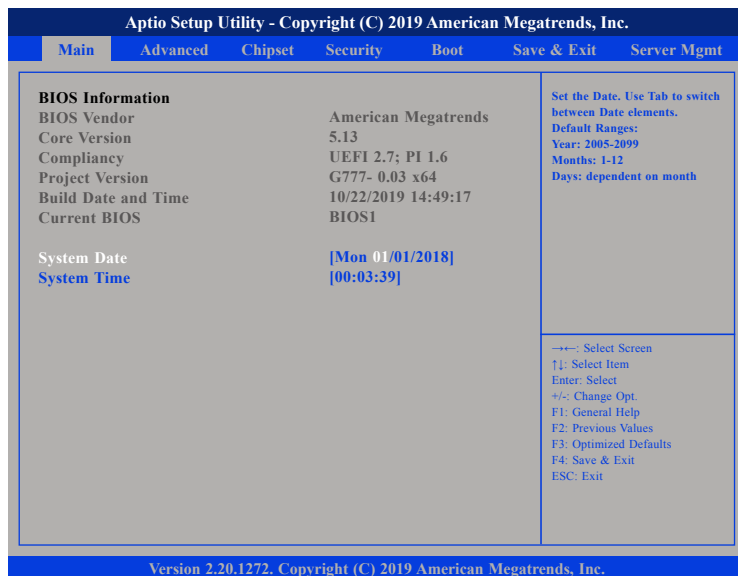 Aptio Setup Utility - Copyright (C) 2019 American Megatrends, Inc.
Main Advanced Chipset Security Boot Save & Exit Server Mgmt
BIOS Information
BIOS Vendor American Megatrends
Core Version 5.13
Compliancy UEFI 2.7; PI 1.6
Project Version G777- 0.03 x64
Build Date and Time 10/22/2019 14:49:17
Current BIOS BIOS1
System Date [Mon 01/01/2018]
System Time [00:03:39]
Set the Date. Use Tab to switch
between Date elements.
Default Ranges:
Year: 2005-2099
Months: 1-12
Days: dependent on month
→←: Select Screen
↑↓: Select Item
Enter: Select
+/-: Change Opt.
F1: General Help
F2: Previous Values
F3: Optimized Defaults
F4: Save & Exit
ESC: Exit
Version 2.20.1272. Copyright (C) 2019 American Megatrends, Inc.